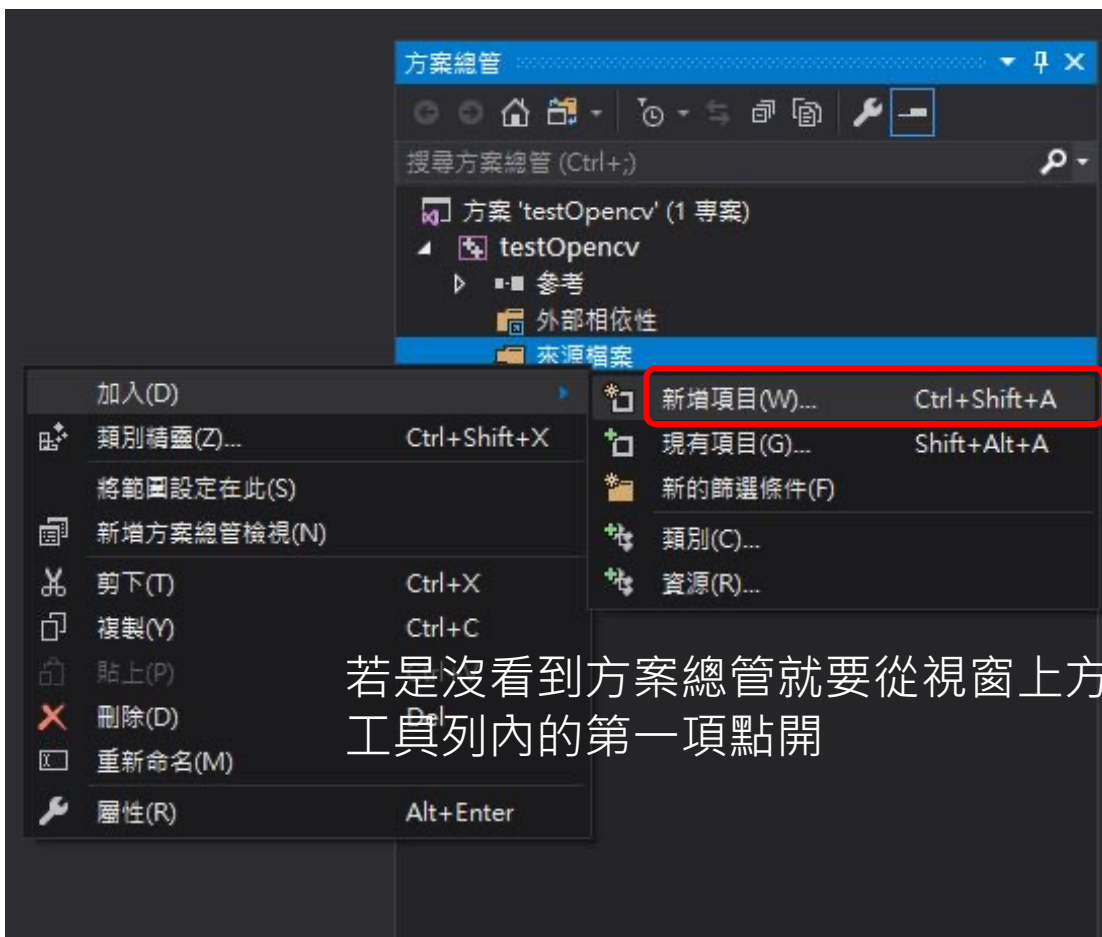 方案總管
搜尋方案總管 (Ctrl+;)
方案 'testOpencv' (1 專案)
testOpencv
參考
外部相依性
來源檔案
加入(D)
類別精靈(Z)... Ctrl+Shift+X
將範圍設定在此(S)
新增方案總管檢視(N)
剪下(T) Ctrl+X
複製(Y) Ctrl+C
貼上(P)
刪除(D) Del
重新命名(M)
屬性(R) Alt+Enter
新增項目(W)... Ctrl+Shift+A
現有項目(G)... Shift+Alt+A
新的篩選條件(F)
類別(C)...
資源(R)...
若是沒看到方案總管就要從視窗上方
工具列內的第一項點開